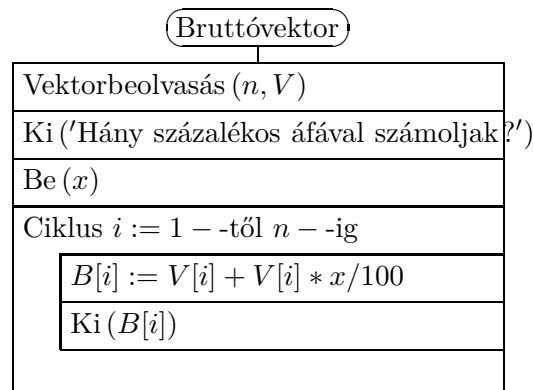 Bruttóvektor
Vektorbeolvasás (n, V)
Ki ('Hány százalékos áfával számoljak?')
Be (x)
Ciklus i := 1 − -től n − -ig
B[i] := V[i] + V[i] ∗ x/100
Ki (B[i])